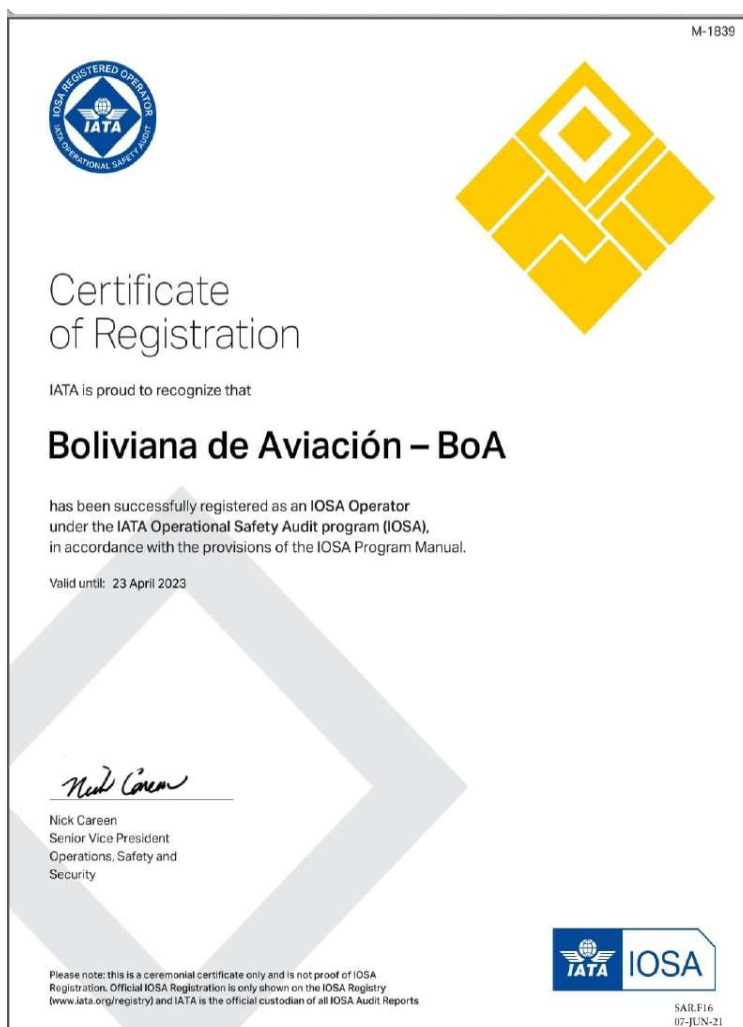 M-1839
IOSA REGISTERED OPERATOR
IATA
IATA OPERATIONAL SAFETY AUDIT
Certificate
of Registration
IATA is proud to recognize that
Boliviana de Aviación – BoA
has been successfully registered as an IOSA Operator
under the IATA Operational Safety Audit program (IOSA),
in accordance with the provisions of the IOSA Program Manual.
Valid until: 23 April 2023
Nick Careen
Nick Careen
Senior Vice President
Operations, Safety and
Security
Please note: this is a ceremonial certificate only and is not proof of IOSA
Registration. Official IOSA Registration is only shown on the IOSA Registry
(www.iata.org/registry) and IATA is the official custodian of all IOSA Audit Reports
IATA IOSA
SAR.F16
07-JUN-21